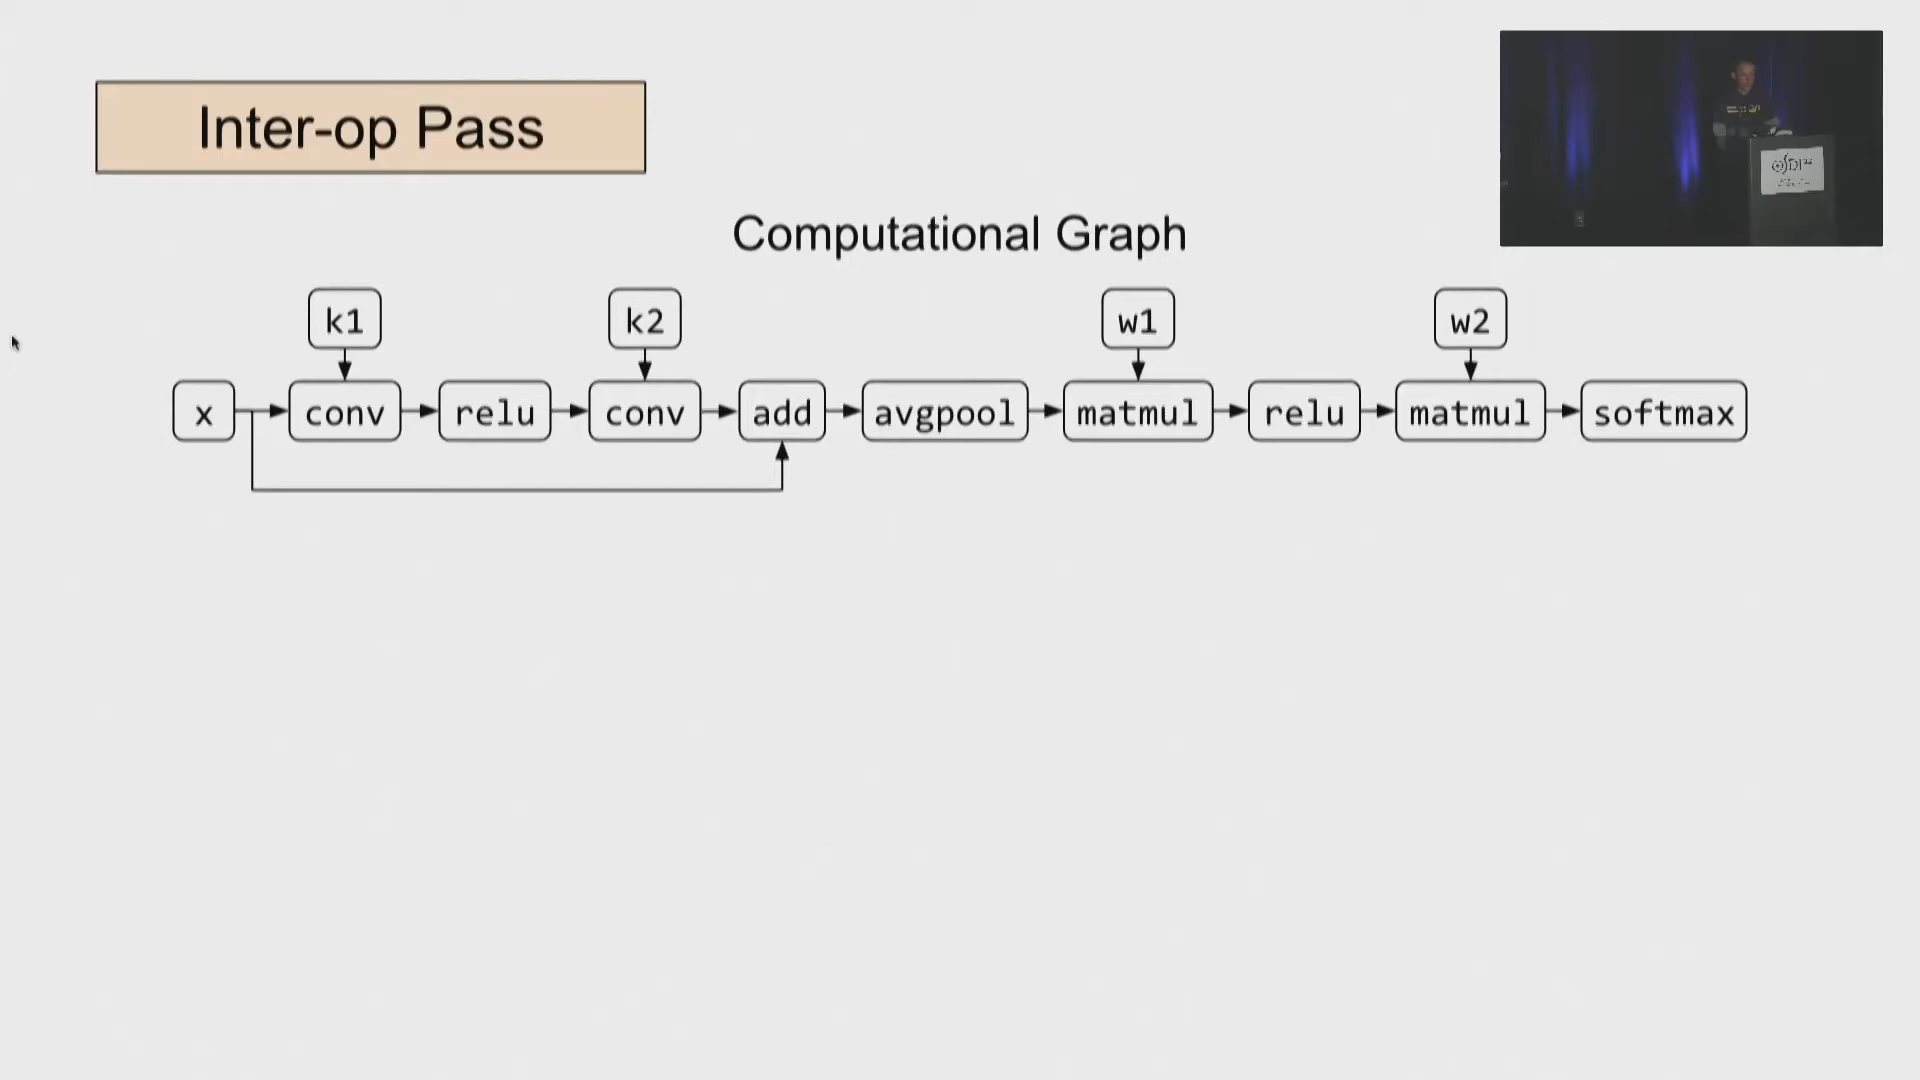 Inter-op Pass
Computational Graph
k1 k2 w1 w2
x conv relu conv add avgpool matmul relu matmul softmax